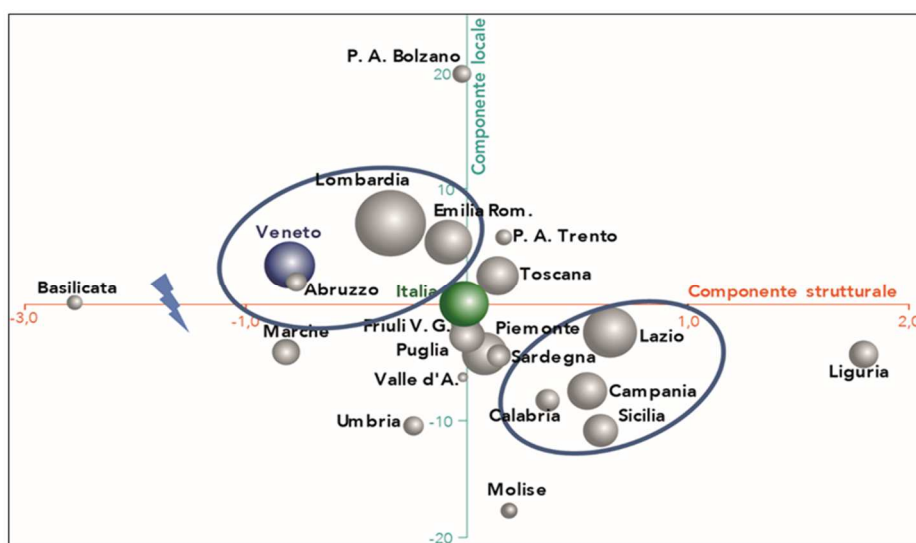 P. A. Bolzano
20
Componente locale
10
Lombardia
Emilia Rom.
Veneto
P. A. Trento
Toscana
Basilicata
Abruzzo
Italia
Componente strutturale
-3,0
-1,0
1,0
2,0
Marche
Friuli V. G.
Piemonte
Lazio
Puglia
Sardegna
Valle d'A.
Liguria
Campania
Calabria
Umbria
-10
Sicilia
Molise
-20